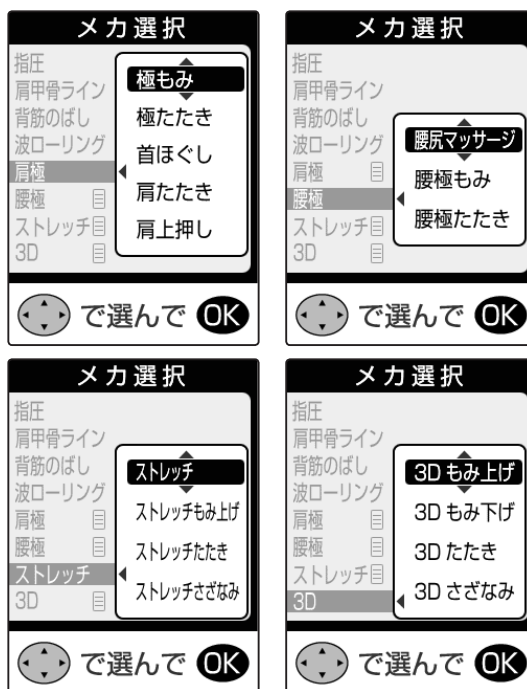 メカ選択
指圧
肩甲骨ライン
背筋のばし
波ローリング
肩極
腰極
ストレッチ
3D
極もみ
極たたき
首ほぐし
肩たたき
肩上押し
で選んで OK
メカ選択
指圧
肩甲骨ライン
背筋のばし
波ローリング
肩極
腰極
ストレッチ
3D
腰尻マッサージ
腰極もみ
腰極たたき
で選んで OK
メカ選択
指圧
肩甲骨ライン
背筋のばし
波ローリング
肩極
腰極
ストレッチ
3D
ストレッチ
ストレッチもみ上げ
ストレッチたたき
ストレッチさざなみ
で選んで OK
メカ選択
指圧
肩甲骨ライン
背筋のばし
波ローリング
肩極
腰極
ストレッチ
3D
3D もみ上げ
3D もみ下げ
3D たたき
3D さざなみ
で選んで OK